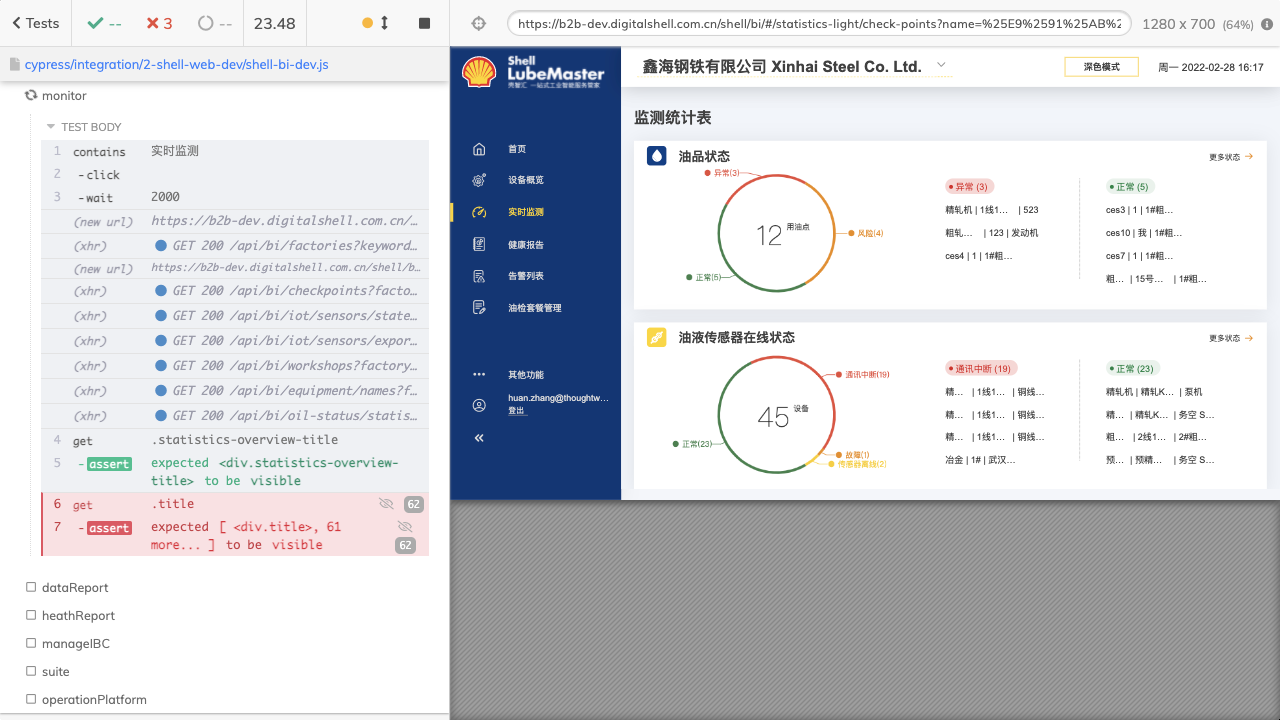 Tests
--
3
--
23.48
https://b2b-dev.digitalshell.com.cn/shell/bi/#/statistics-light/check-points?name=%25E9%2591%25AB%2
1280 x 700 (64%)
cypress/integration/2-shell-web-dev/shell-bi-dev.js
monitor
TEST BODY
1 contains 实时监测
2 -click
3 -wait 2000
(new url) https://b2b-dev.digitalshell.com.cn/…
(xhr) GET 200 /api/bi/factories?keyword…
(new url) https://b2b-dev.digitalshell.com.cn/shell/b…
(xhr) GET 200 /api/bi/checkpoints?facto…
(xhr) GET 200 /api/bi/iot/sensors/state…
(xhr) GET 200 /api/bi/iot/sensors/expor…
(xhr) GET 200 /api/bi/workshops?factory…
(xhr) GET 200 /api/bi/equipment/names?f…
(xhr) GET 200 /api/bi/oil-status/statis…
4 get .statistics-overview-title
5 -assert expected <div.statistics-overview-
title> to be visible
6 get .title 62
7 -assert expected [ <div.title>, 61
more... ] to be visible 62
dataReport
heathReport
manageIBC
suite
operationPlatform
Shell
LubeMaster
壳智汇 一站式工业智能服务管家
首页
设备概览
实时监测
健康报告
告警列表
油检套餐管理
其他功能
huan.zhang@thoughtw…
登出
鑫海钢铁有限公司 Xinhai Steel Co. Ltd.
深色模式
周一 2022.03.28 16:17
监测统计表
油品状态
更多状态
异常(3)
12 用油点
风险(4)
正常(5)
异常 (3)
精轧机 | 1线1… | 523
粗轧… | 123 | 发动机
ces4 | 1 | 1#粗…
正常 (5)
ces3 | 1 | 1#粗…
ces10 | 我 | 1#粗…
ces7 | 1 | 1#粗…
粗… | 15号… | 1#粗…
油液传感器在线状态
更多状态
通讯中断(19)
45 设备
正常(23)
故障(1)
传感器离线(2)
通讯中断 (19)
精… | 1线1… | 铜线…
精… | 1线1… | 铜线…
精… | 1线1… | 铜线…
冶金 | 1# | 武汉…
正常 (23)
精轧机 | 精轧K… | 泵机
精… | 精轧K… | 务空 S…
粗… | 2线1… | 2#粗…
预… | 预精… | 务空 S…